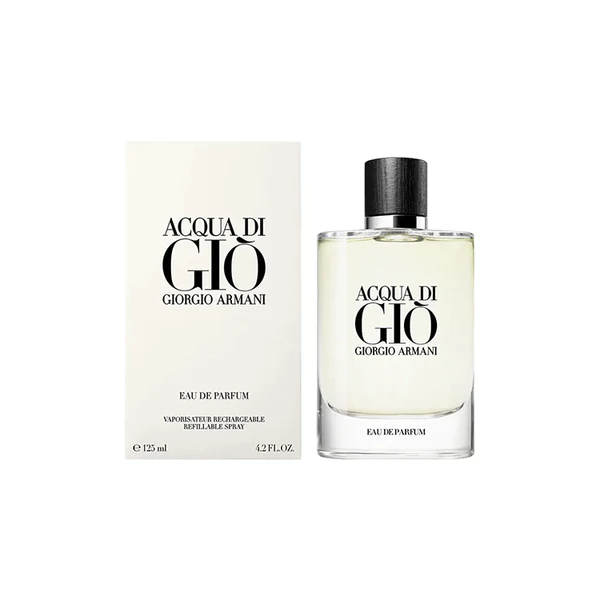 ACQUA DI
GIÒ
GIORGIO ARMANI
EAU DE PARFUM
VAPORISATEUR RECHARGEABLE
REFILLABLE SPRAY
℮ 125 ml 4.2 FL.OZ.
ACQUA DI
GIÒ
GIORGIO ARMANI
EAU DE PARFUM